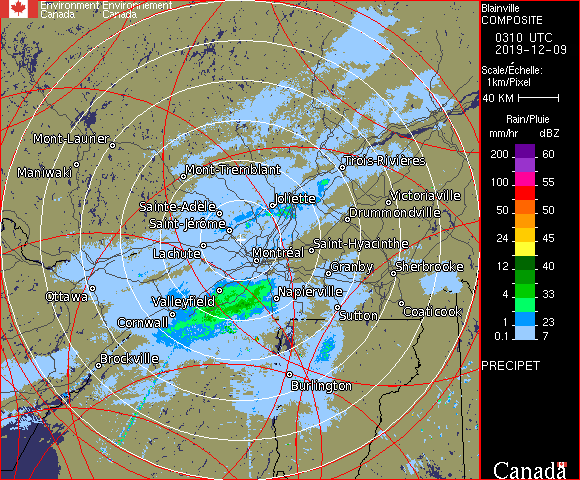 Environment Environnement
Canada Canada
Blainville
COMPOSITE
0310 UTC
2019-12-09
Scale/Échelle:
1km/Pixel
40 KM
Rain/Pluie
mm/hr dBZ
200 60
100 55
50 50
24 45
12 40
4 33
1 23
0.1 7
PRECIPET
Canada
Mont-Laurier
Maniwaki
Mont-Tremblant
Trois-Rivières
Sainte-Adèle
Joliette
Victoriaville
Drummondville
Saint-Jérôme
Lachute
Montréal
Saint-Hyacinthe
Granby
Sherbrooke
Ottawa
Valleyfield
Napierville
Cornwall
Sutton
Coaticook
Brockville
Burlington